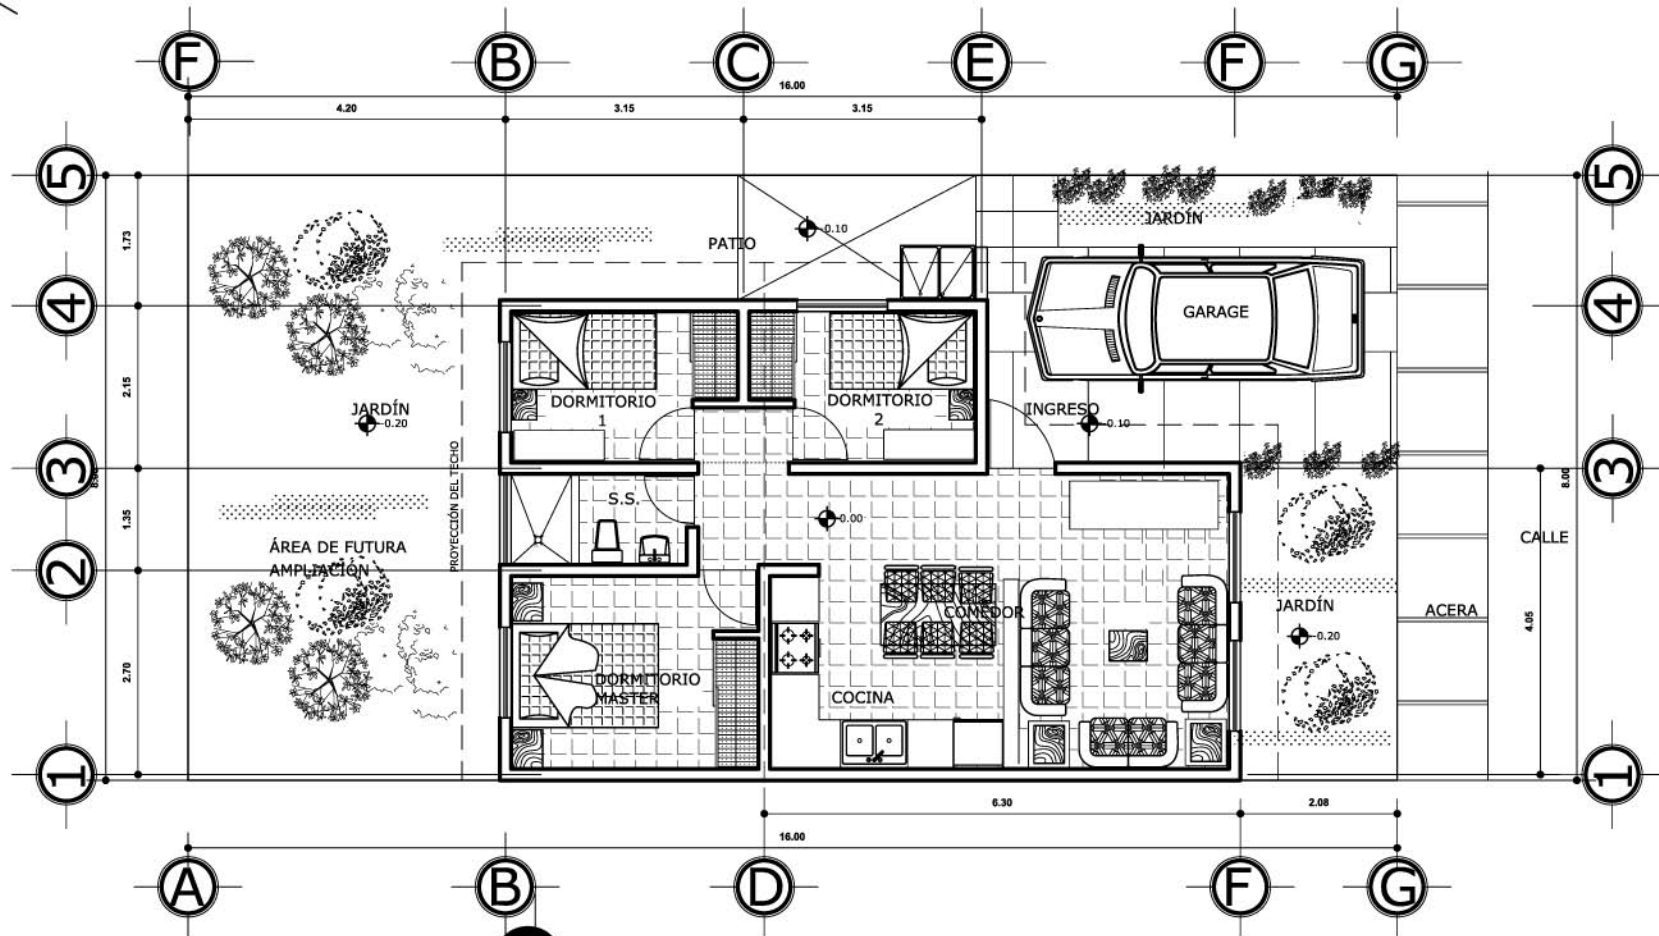 F B C E F G
16.00
4.20 3.15 3.15
5 5
JARDÍN
1.73
PATIO
-0.10
4 4
GARAGE
2.15
DORMITORIO
1
DORMITORIO
2
JARDÍN
-0.20
INGRESO
-0.10
PROYECCIÓN DEL TECHO
3 3
8.00
S.S.
1.35
0.00
ÁREA DE FUTURA
AMPLIACIÓN
CALLE
2 2
COMEDOR
JARDÍN
ACERA
-0.20
4.05
2.70
DORMITORIO
MASTER
COCINA
1 1
6.30 2.08
16.00
A B D F G